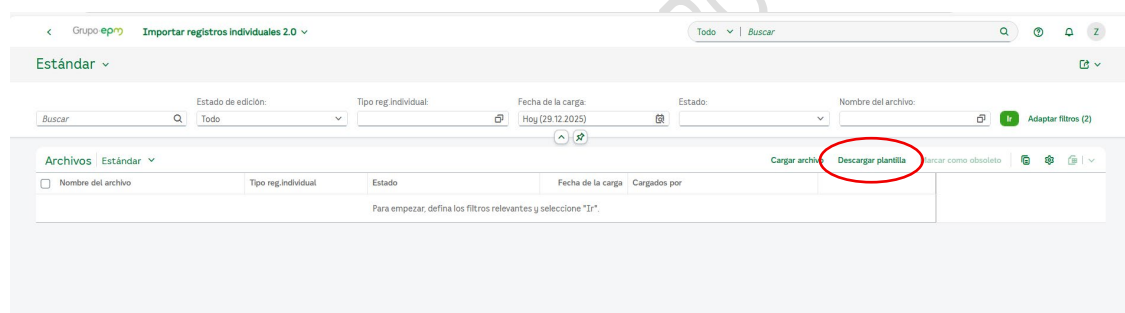 Grupo epm Importar registros individuales 2.0 Todo Buscar Z
Estándar
Estado de edición: Tipo reg.individual: Fecha de la carga: Estado: Nombre del archivo:
Buscar Todo Hoy (29.12.2025) Ir Adaptar filtros (2)
Archivos Estándar Cargar archivo Descargar plantilla Marcar como obsoleto
Nombre del archivo Tipo reg.individual Estado Fecha de la carga Cargados por
Para empezar, defina los filtros relevantes y seleccione "Ir".